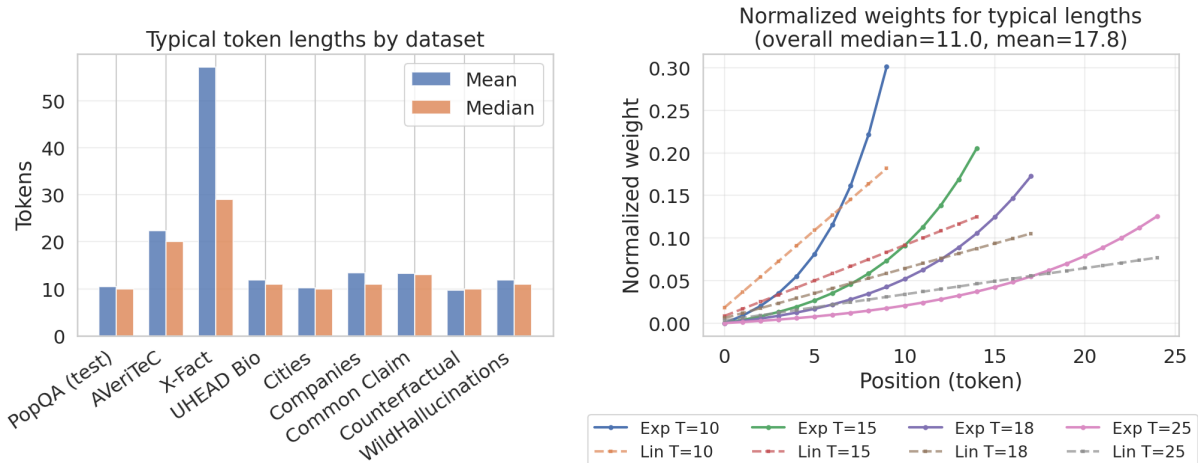 Typical token lengths by dataset
Tokens
50
40
30
20
10
0
Mean
Median
PopQA (test)
AVeriTeC
X-Fact
UHEAD Bio
Cities
Companies
Common Claim
Counterfactual
WildHallucinations
Normalized weights for typical lengths
(overall median=11.0, mean=17.8)
Normalized weight
0.30
0.25
0.20
0.15
0.10
0.05
0.00
0 5 10 15 20 25
Position (token)
Exp T=10 Exp T=15 Exp T=18 Exp T=25
Lin T=10 Lin T=15 Lin T=18 Lin T=25